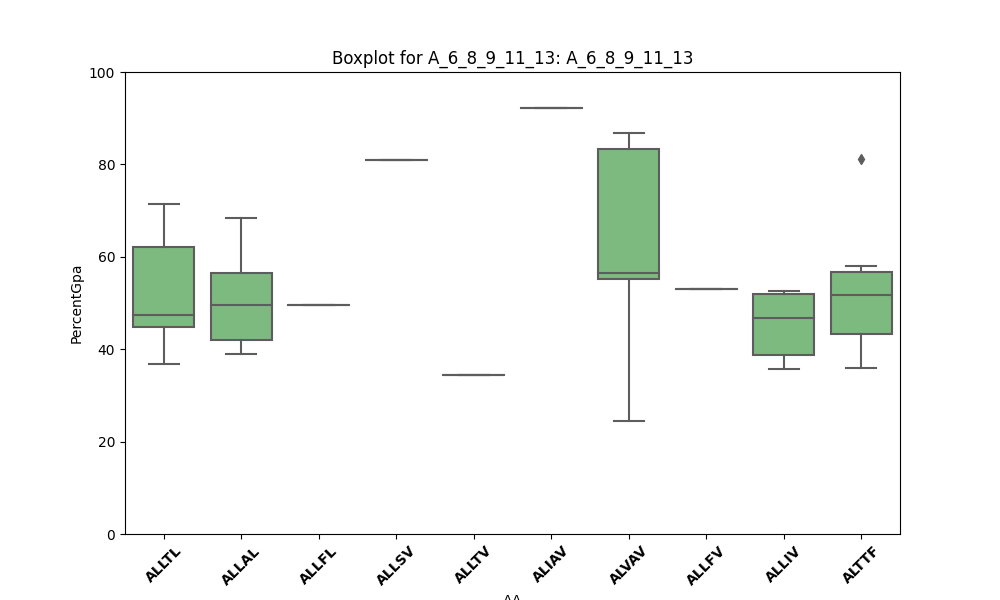 Boxplot for A_6_8_9_11_13: A_6_8_9_11_13
100
80
60
40
20
0
PercentGpa
ALLTL
ALLAL
ALLFL
ALLSV
ALLTV
ALIAV
ALVAV
ALLFV
ALLIV
ALTTF